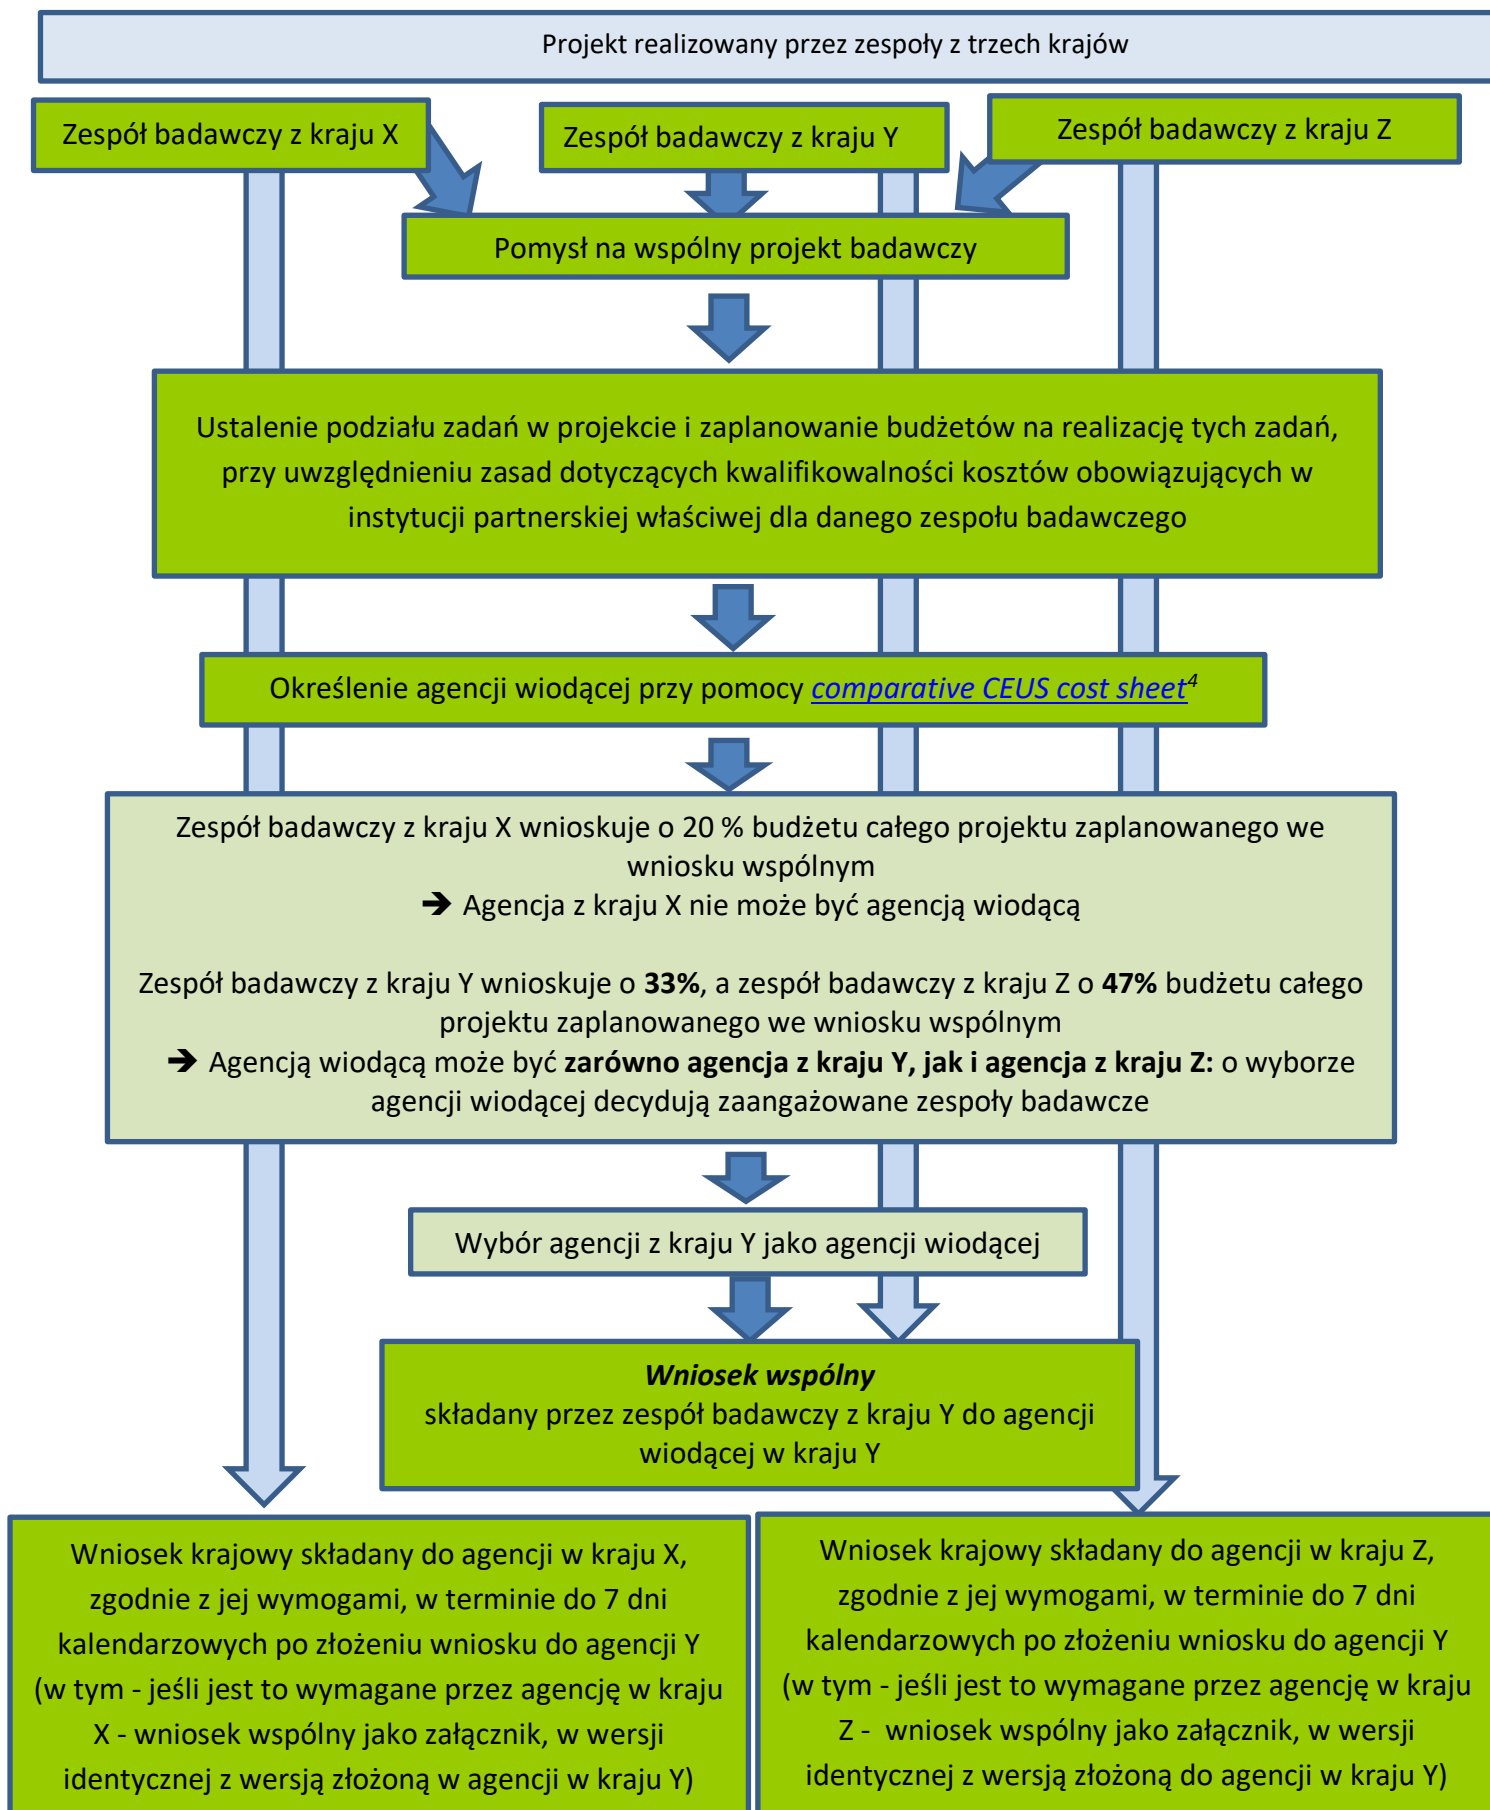 Projekt realizowany przez zespoły z trzech krajów
Zespół badawczy z kraju X
Zespół badawczy z kraju Y
Zespół badawczy z kraju Z
Pomysł na wspólny projekt badawczy
Ustalenie podziału zadań w projekcie i zaplanowanie budżetów na realizację tych zadań,
przy uwzględnieniu zasad dotyczących kwalifikowalności kosztów obowiązujących w
instytucji partnerskiej właściwej dla danego zespołu badawczego
Określenie agencji wiodącej przy pomocy comparative CEUS cost sheet⁴
Zespół badawczy z kraju X wnioskuje o 20 % budżetu całego projektu zaplanowanego we
wniosku wspólnym
➔ Agencja z kraju X nie może być agencją wiodącą
Zespół badawczy z kraju Y wnioskuje o 33%, a zespół badawczy z kraju Z o 47% budżetu całego
projektu zaplanowanego we wniosku wspólnym
➔ Agencją wiodącą może być zarówno agencja z kraju Y, jak i agencja z kraju Z: o wyborze
agencji wiodącej decydują zaangażowane zespoły badawcze
Wybór agencji z kraju Y jako agencji wiodącej
Wniosek wspólny
składany przez zespół badawczy z kraju Y do agencji
wiodącej w kraju Y
Wniosek krajowy składany do agencji w kraju X,
zgodnie z jej wymogami, w terminie do 7 dni
kalendarzowych po złożeniu wniosku do agencji Y
(w tym - jeśli jest to wymagane przez agencję w kraju
X - wniosek wspólny jako załącznik, w wersji
identycznej z wersją złożoną w agencji w kraju Y)
Wniosek krajowy składany do agencji w kraju Z,
zgodnie z jej wymogami, w terminie do 7 dni
kalendarzowych po złożeniu wniosku do agencji Y
(w tym - jeśli jest to wymagane przez agencję w kraju
Z - wniosek wspólny jako załącznik, w wersji
identycznej z wersją złożoną do agencji w kraju Y)